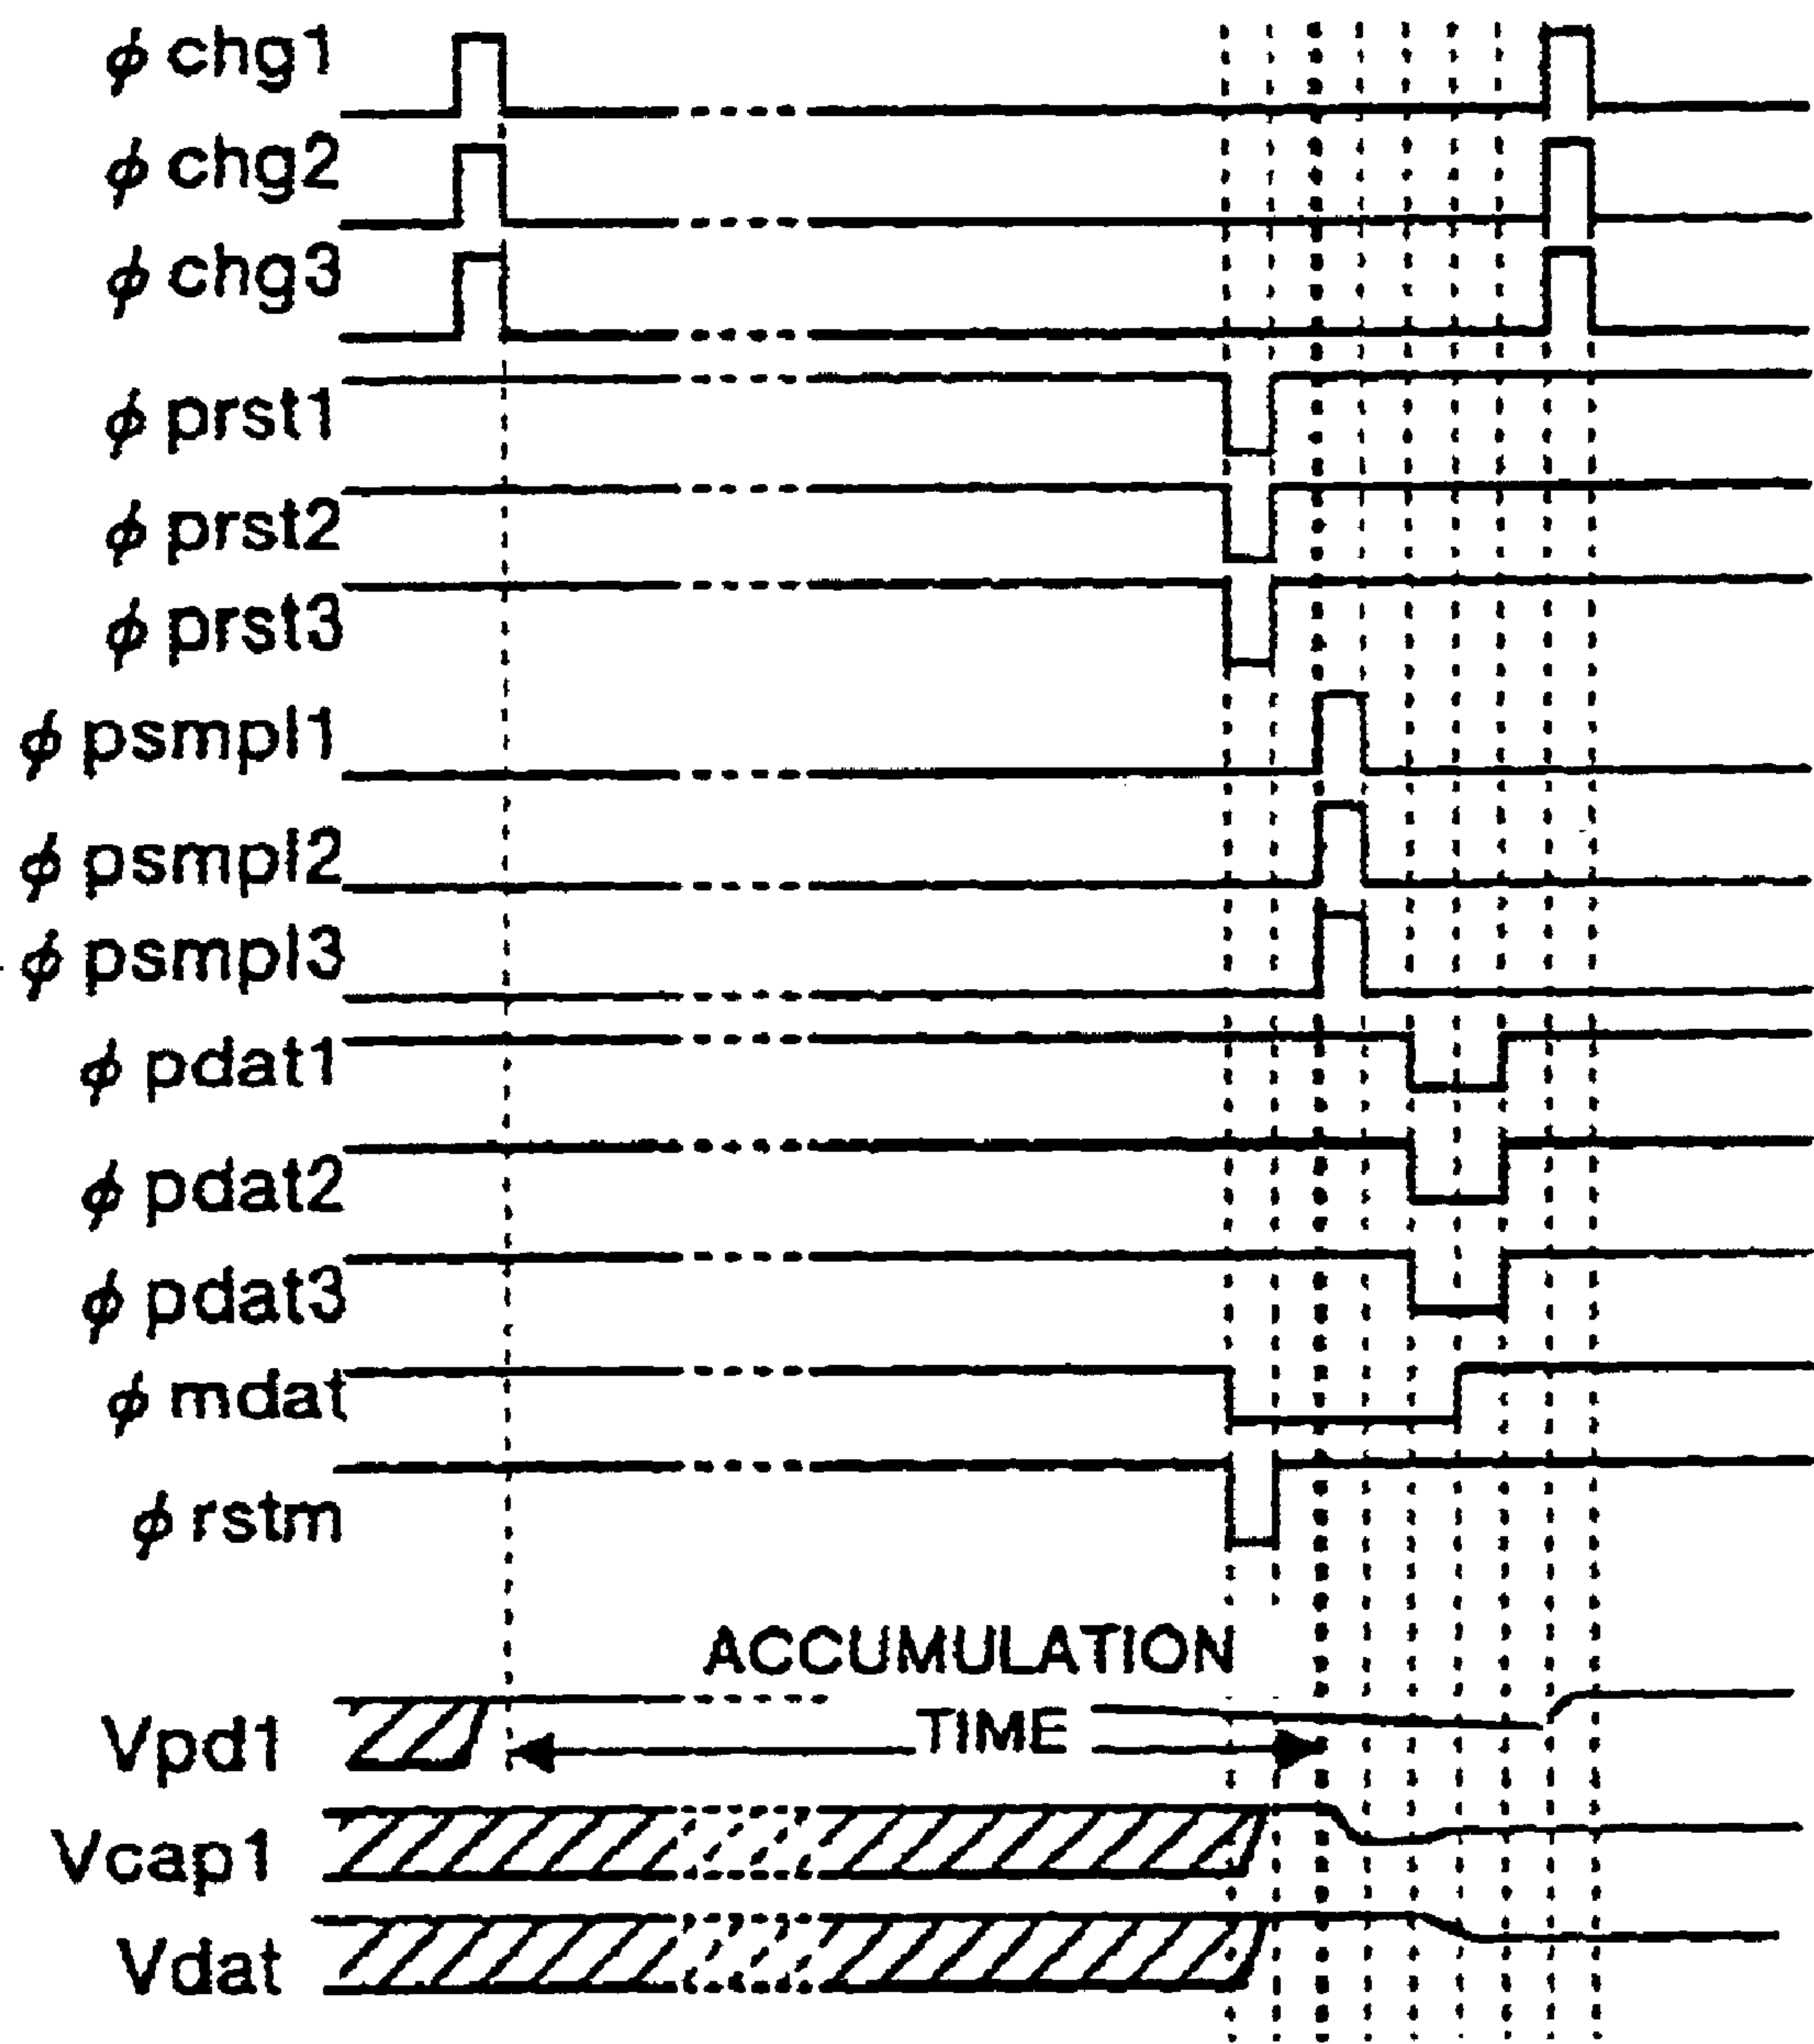 ϕ chg1
ϕ chg2
ϕ chg3
ϕ prst1
ϕ prst2
ϕ prst3
ϕ psmpl1
ϕ psmpl2
ϕ psmpl3
ϕ pdat1
ϕ pdat2
ϕ pdat3
ϕ mdat
ϕ rstm
ACCUMULATION
Vpd1 TIME
Vcap1
Vdat